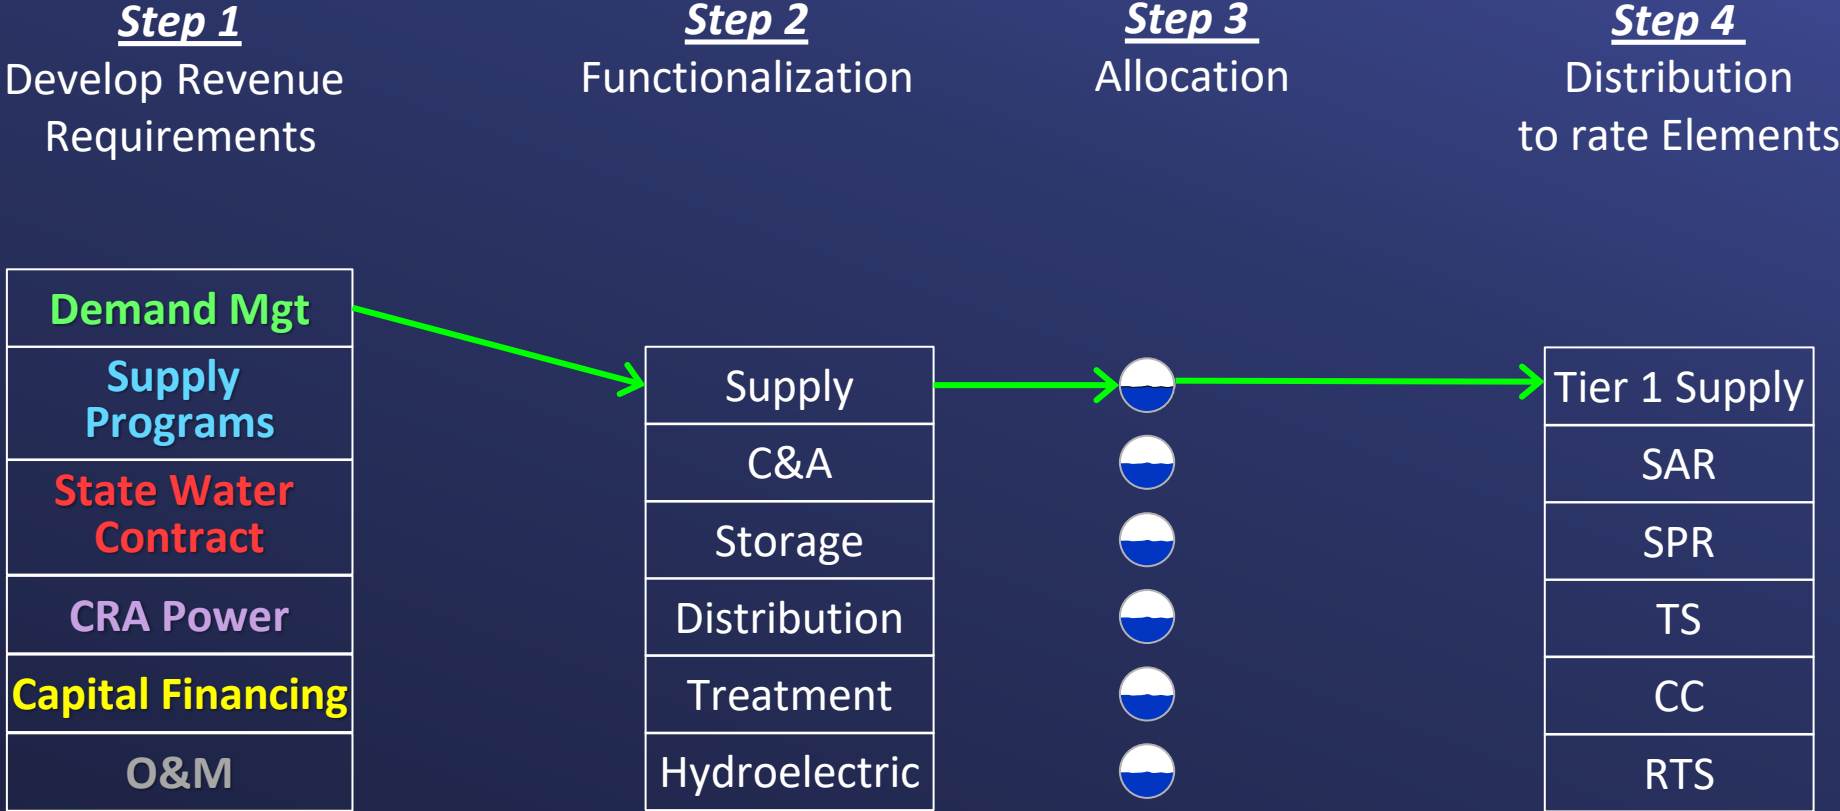 Step 1
Develop Revenue
Requirements
Step 2
Functionalization
Step 3
Allocation
Step 4
Distribution
to rate Elements
Demand Mgt
Supply
Programs
State Water
Contract
CRA Power
Capital Financing
O&M
Supply
C&A
Storage
Distribution
Treatment
Hydroelectric
Tier 1 Supply
SAR
SPR
TS
CC
RTS